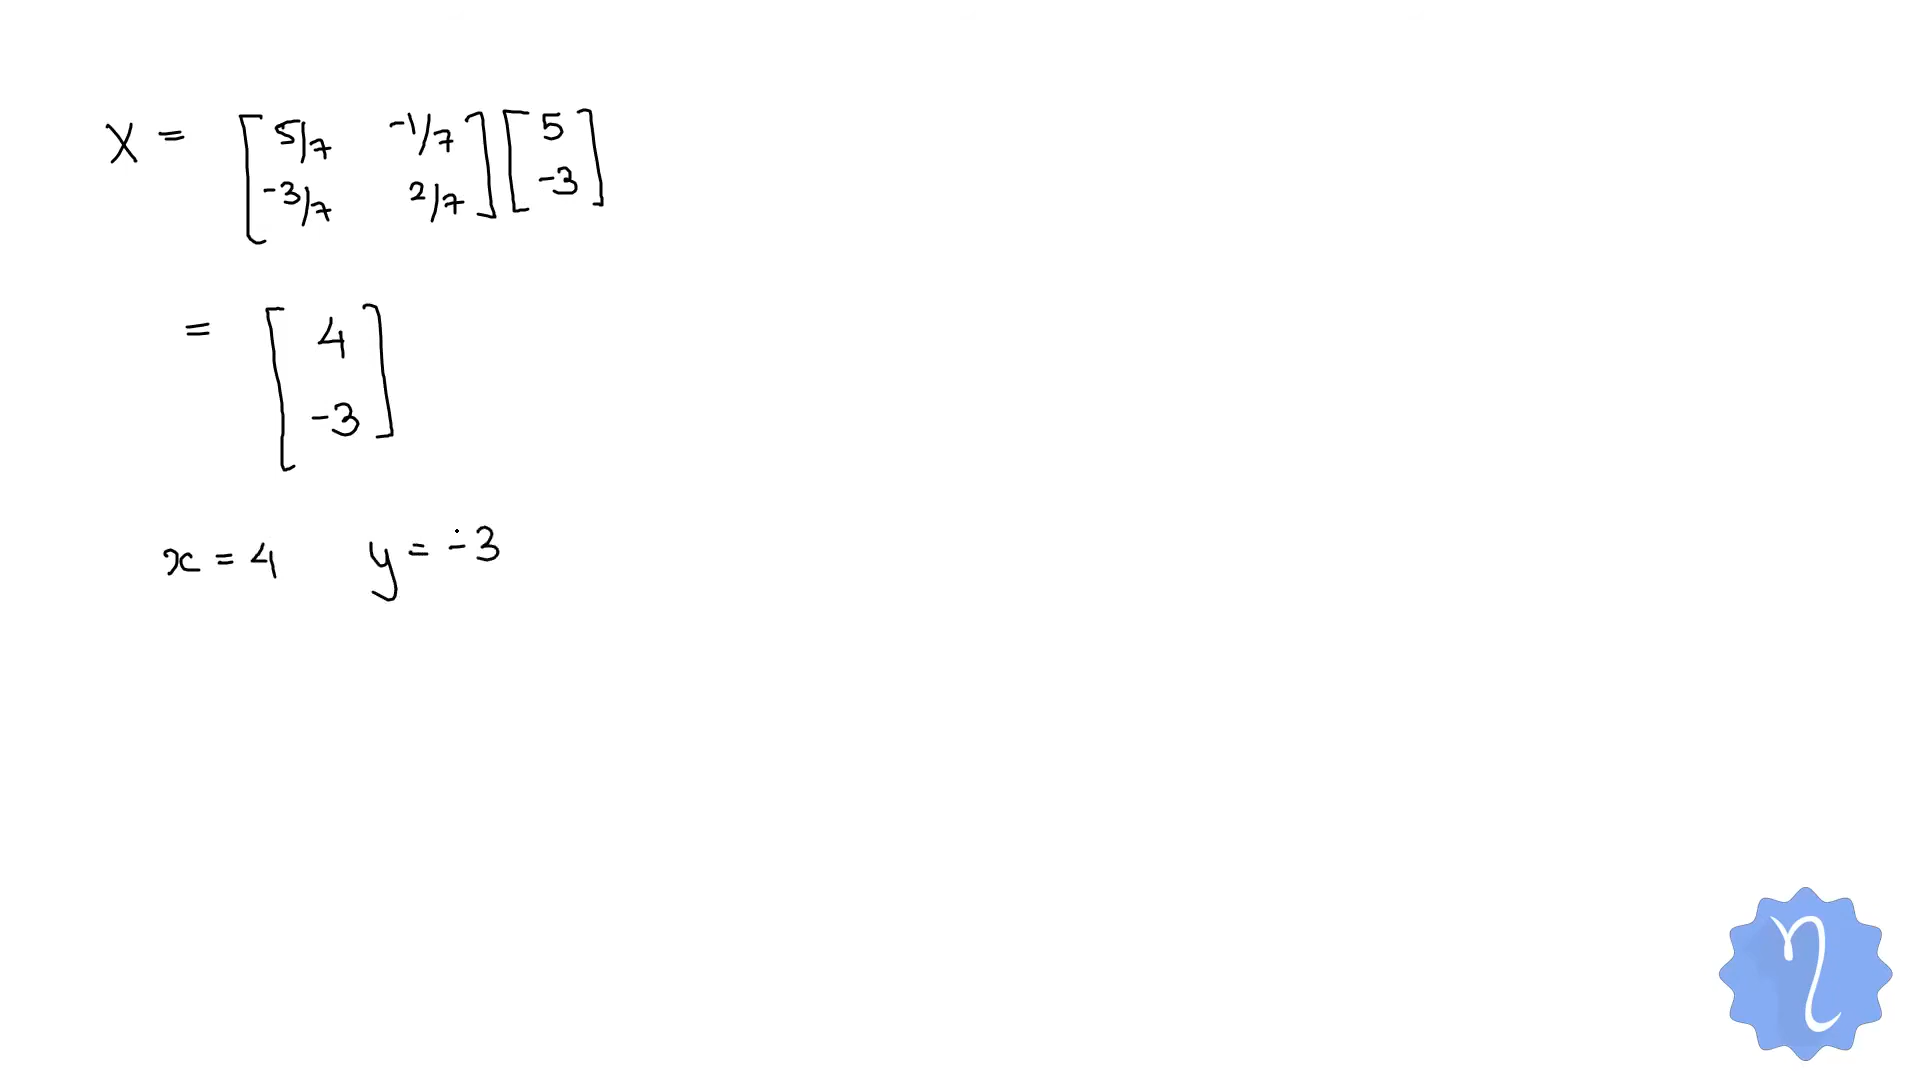 X = [5/7 -1/7] [5]
[-3/7 2/7] [-3]
= [4]
[-3]
x = 4 y = -3
η